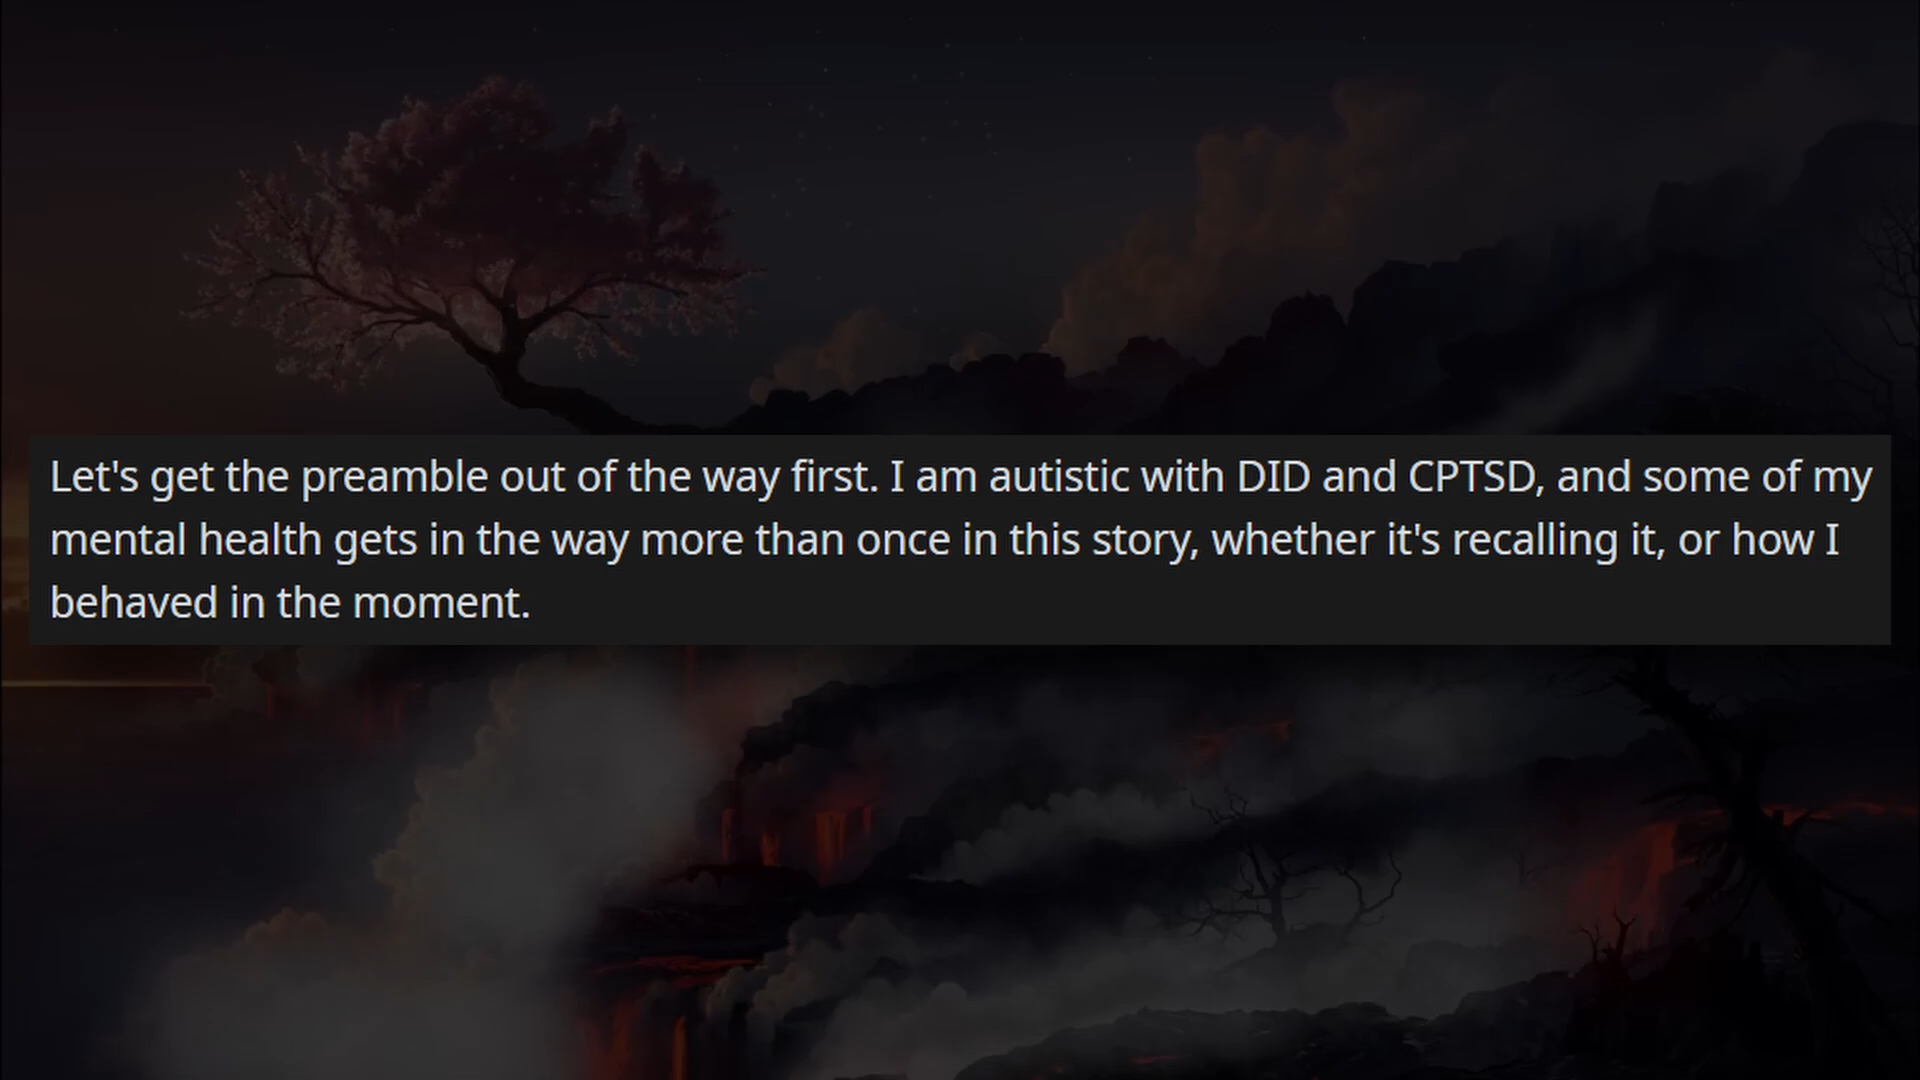 Let's get the preamble out of the way first. I am autistic with DID and CPTSD, and some of my
mental health gets in the way more than once in this story, whether it's recalling it, or how I
behaved in the moment.